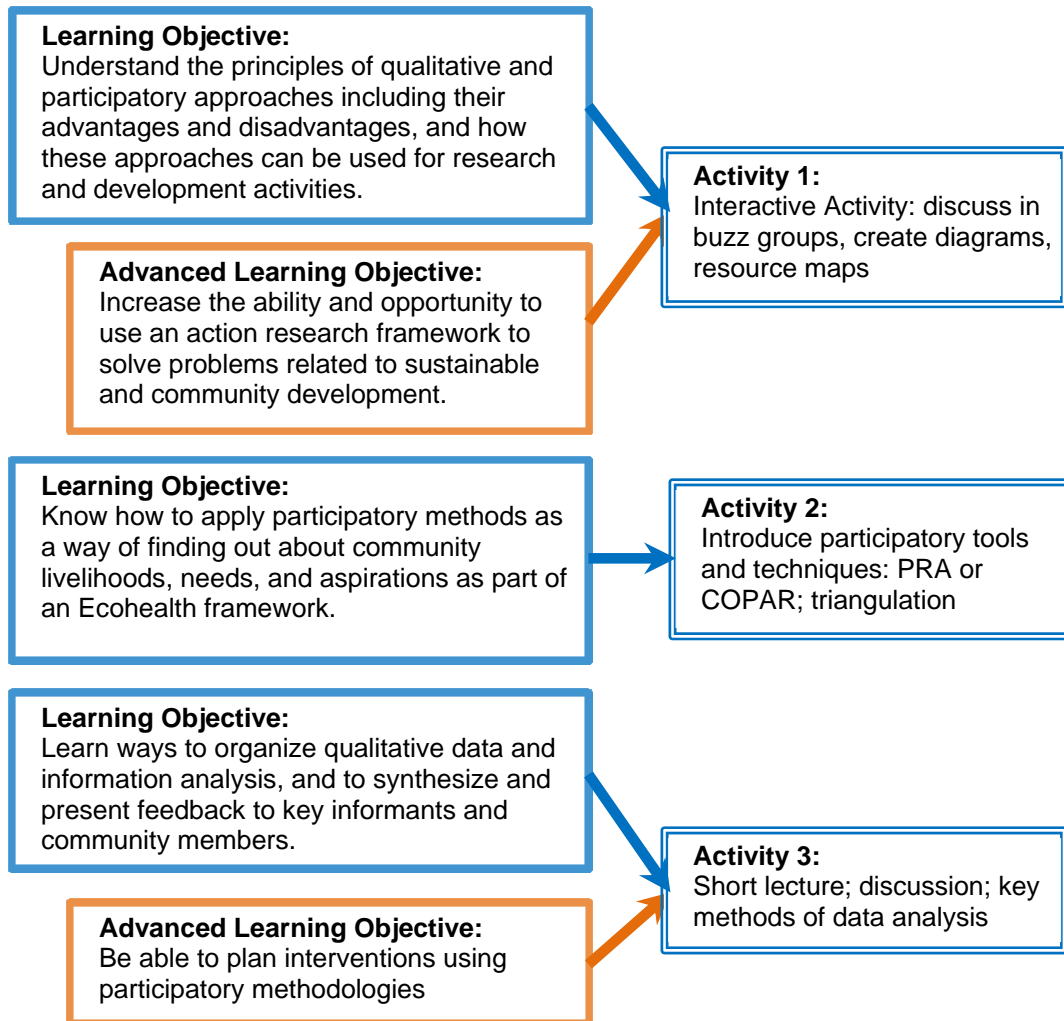 Learning Objective:
Understand the principles of qualitative and
participatory approaches including their
advantages and disadvantages, and how
these approaches can be used for research
and development activities.
Advanced Learning Objective:
Increase the ability and opportunity to
use an action research framework to
solve problems related to sustainable
and community development.
Activity 1:
Interactive Activity: discuss in
buzz groups, create diagrams,
resource maps
Learning Objective:
Know how to apply participatory methods as
a way of finding out about community
livelihoods, needs, and aspirations as part of
an Ecohealth framework.
Activity 2:
Introduce participatory tools
and techniques: PRA or
COPAR; triangulation
Learning Objective:
Learn ways to organize qualitative data and
information analysis, and to synthesize and
present feedback to key informants and
community members.
Advanced Learning Objective:
Be able to plan interventions using
participatory methodologies
Activity 3:
Short lecture; discussion; key
methods of data analysis